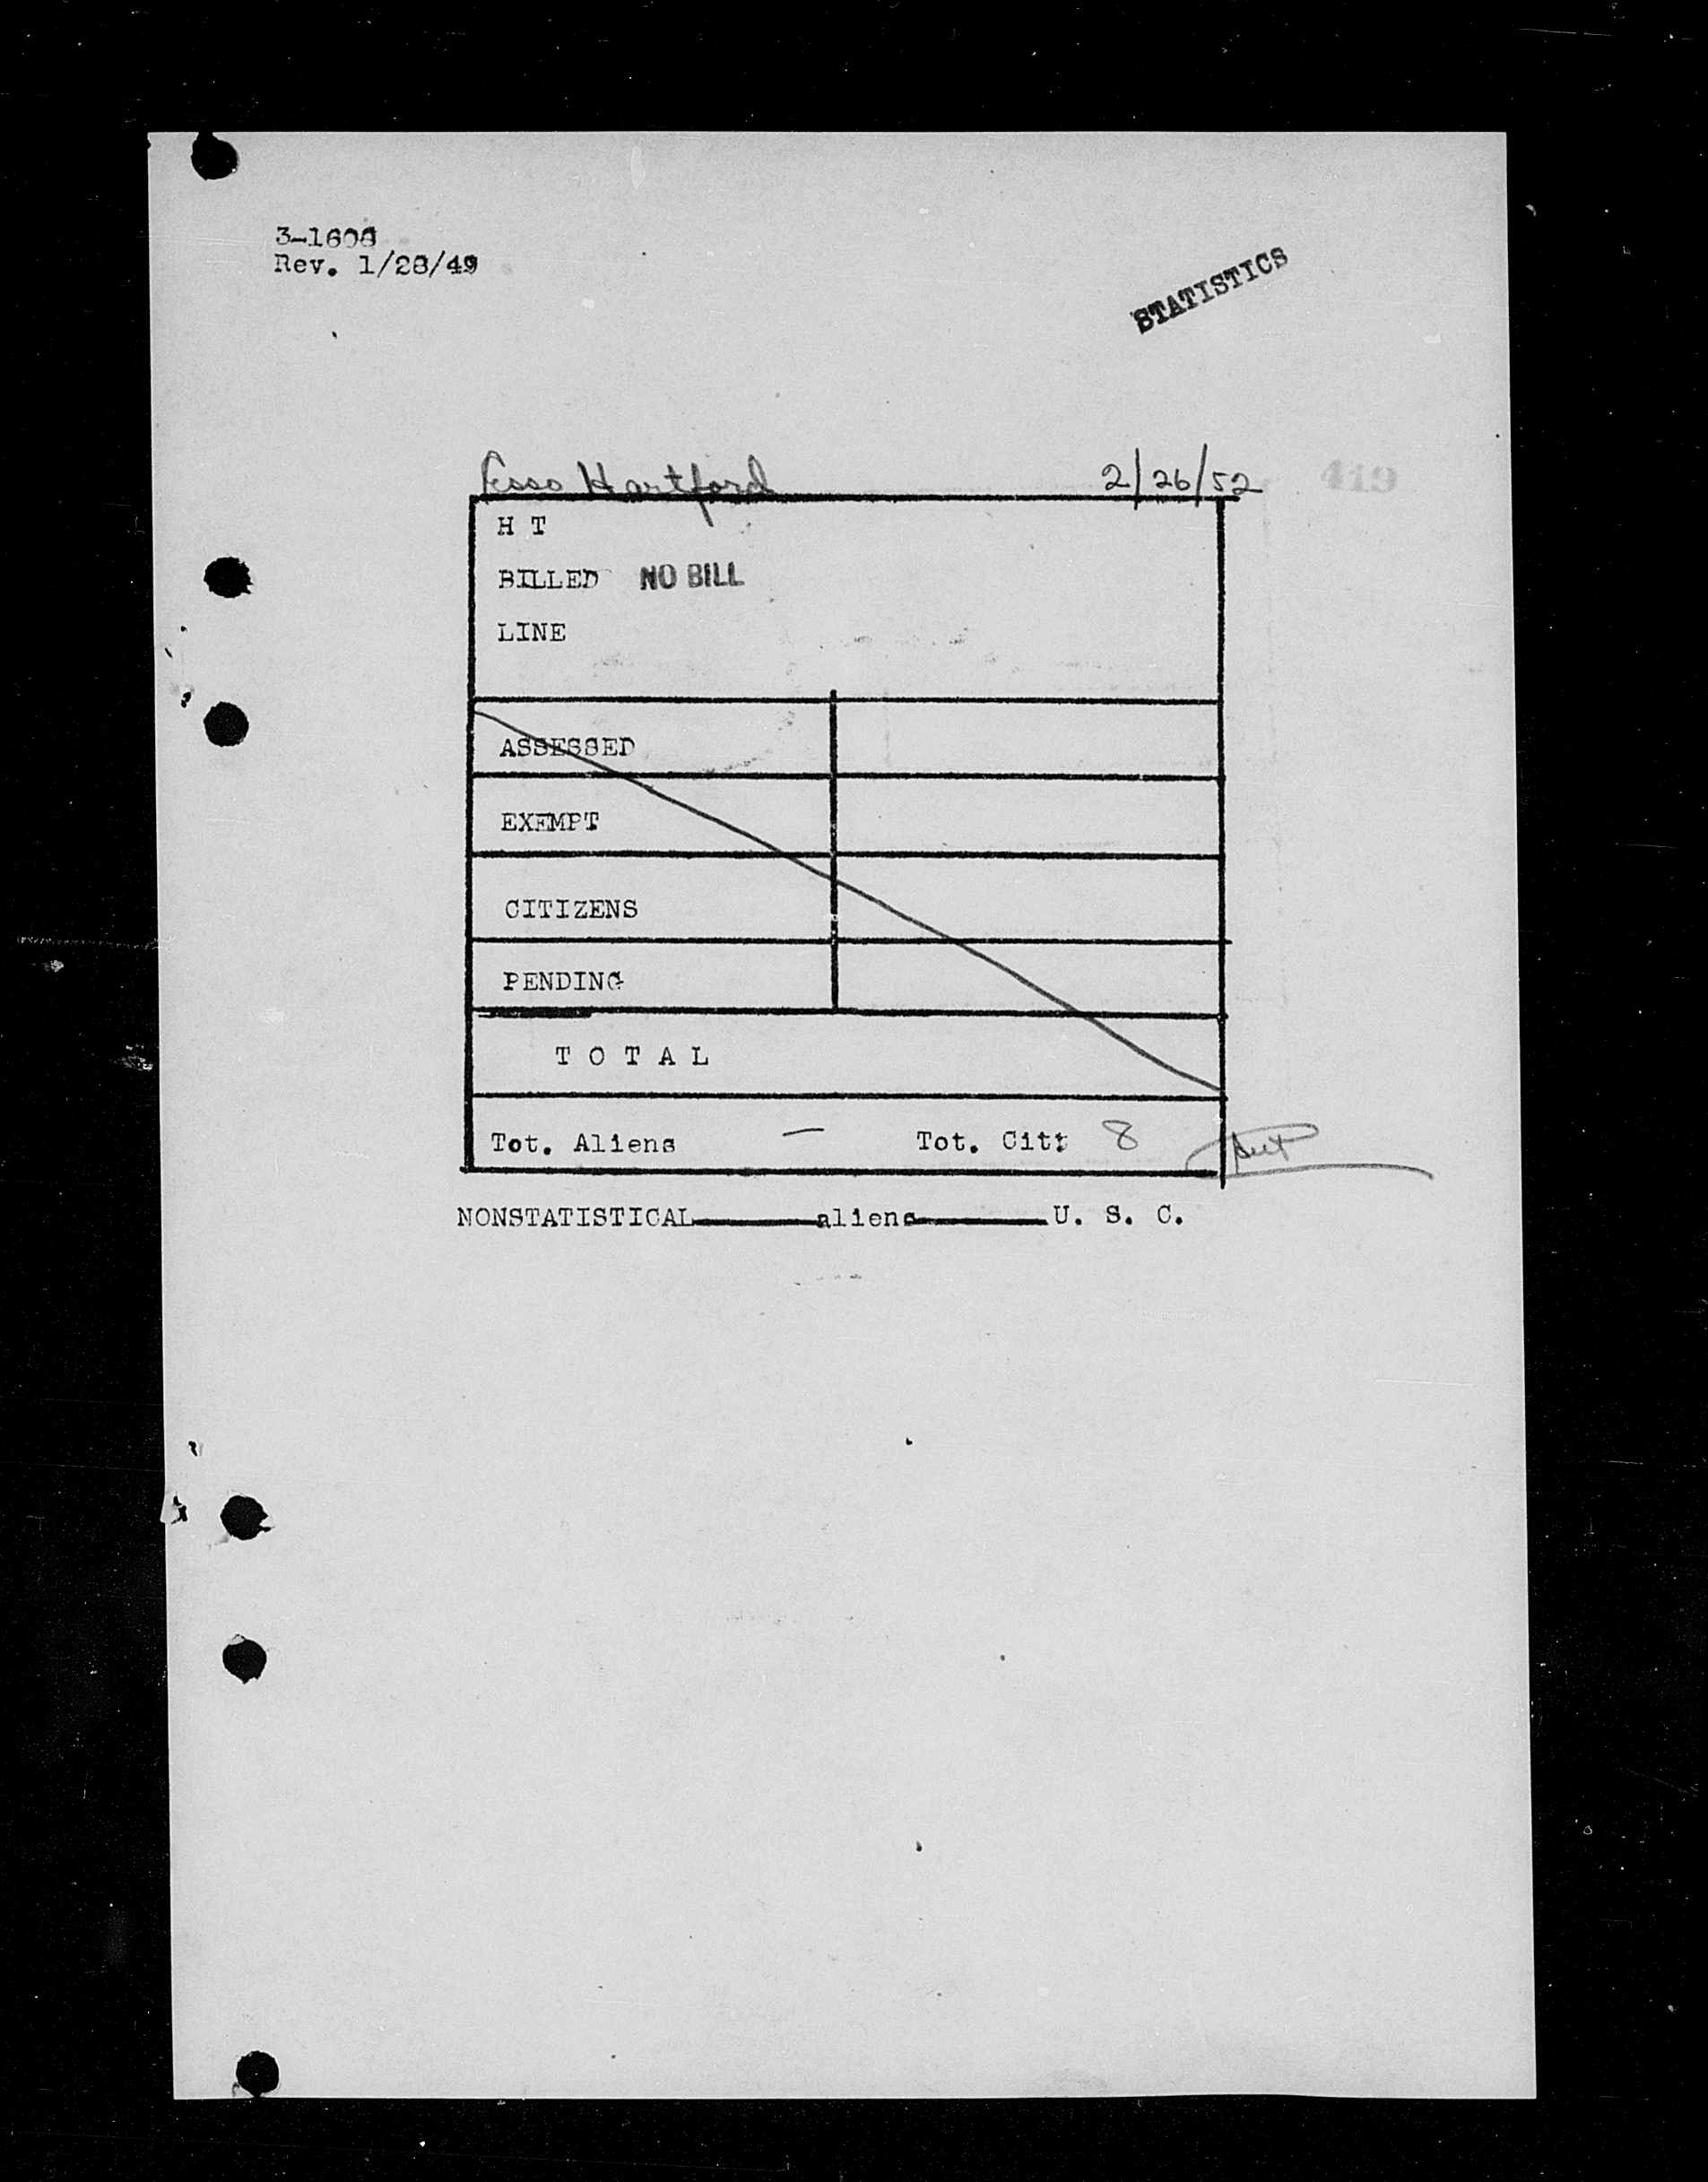 3-1608
Rev. 1/28/49
STATISTICS
Esso Hartford 2/26/52 419
H T
BILLED NO BILL
LINE
ASSESSED
EXEMPT
CITIZENS
PENDING
T O T A L
Tot. Aliens — Tot. Cit: 8
NONSTATISTICAL aliens U. S. C.